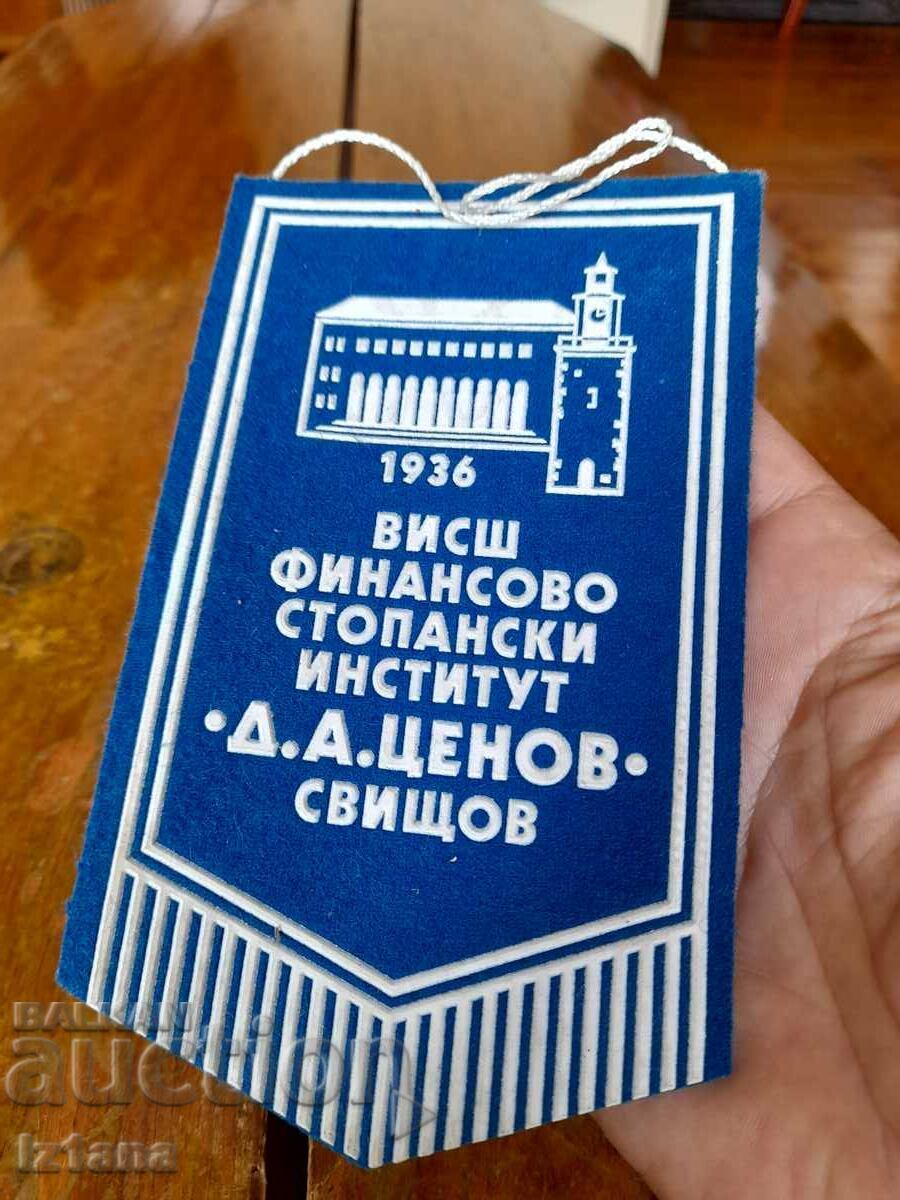 1936
ВИСШ
ФИНАНСОВО
СТОПАНСКИ
ИНСТИТУТ
•Д.А.ЦЕНОВ•
СВИЩОВ
BALKAN
auction
Iztana